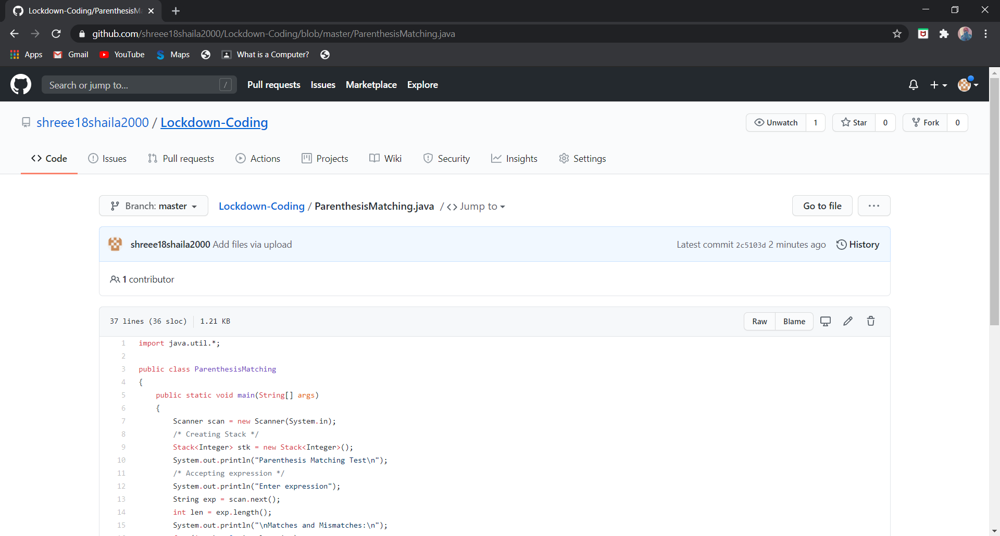 Lockdown-Coding/ParenthesisMa
github.com/shreee18shaila2000/Lockdown-Coding/blob/master/ParenthesisMatching.java
Apps Gmail YouTube Maps What is a Computer?
Search or jump to... / Pull requests Issues Marketplace Explore
shreee18shaila2000 / Lockdown-Coding Unwatch 1 Star 0 Fork 0
Code Issues Pull requests Actions Projects Wiki Security Insights Settings
Branch: master Lockdown-Coding / ParenthesisMatching.java / <> Jump to Go to file ...
shreee18shaila2000 Add files via upload Latest commit 2c5103d 2 minutes ago History
1 contributor
37 lines (36 sloc) 1.21 KB Raw Blame
1 import java.util.*;
2
3 public class ParenthesisMatching
4 {
5 public static void main(String[] args)
6 {
7 Scanner scan = new Scanner(System.in);
8 /* Creating Stack */
9 Stack<Integer> stk = new Stack<Integer>();
10 System.out.println("Parenthesis Matching Test\n");
11 /* Accepting expression */
12 System.out.println("Enter expression");
13 String exp = scan.next();
14 int len = exp.length();
15 System.out.println("\nMatches and Mismatches:\n");